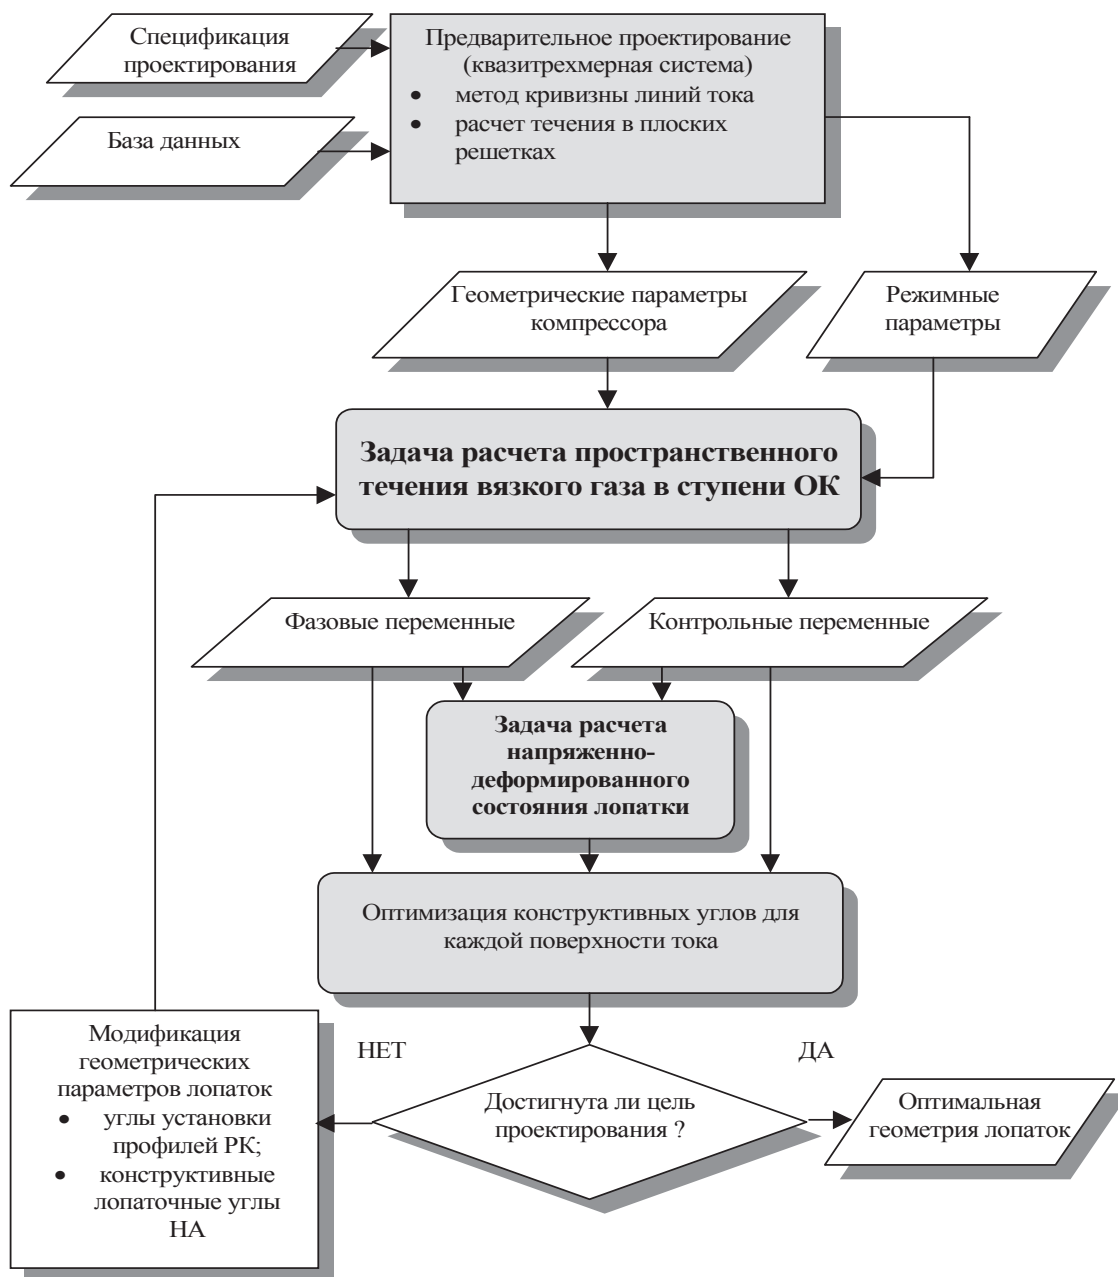 Спецификация
проектирования
Предварительное проектирование
(квазитрехмерная система)
• метод кривизны линий тока
• расчет течения в плоских
решетках
База данных
Геометрические параметры
компрессора
Режимные
параметры
Задача расчета пространственного
течения вязкого газа в ступени ОК
Фазовые переменные
Контрольные переменные
Задача расчета
напряженно-
деформированного
состояния лопатки
Оптимизация конструктивных углов для
каждой поверхности тока
Модификация
геометрических
параметров лопаток
• углы установки
профилей РК;
• конструктивные
лопаточные углы
НА
НЕТ
ДА
Достигнута ли цель
проектирования ?
Оптимальная
геометрия лопаток